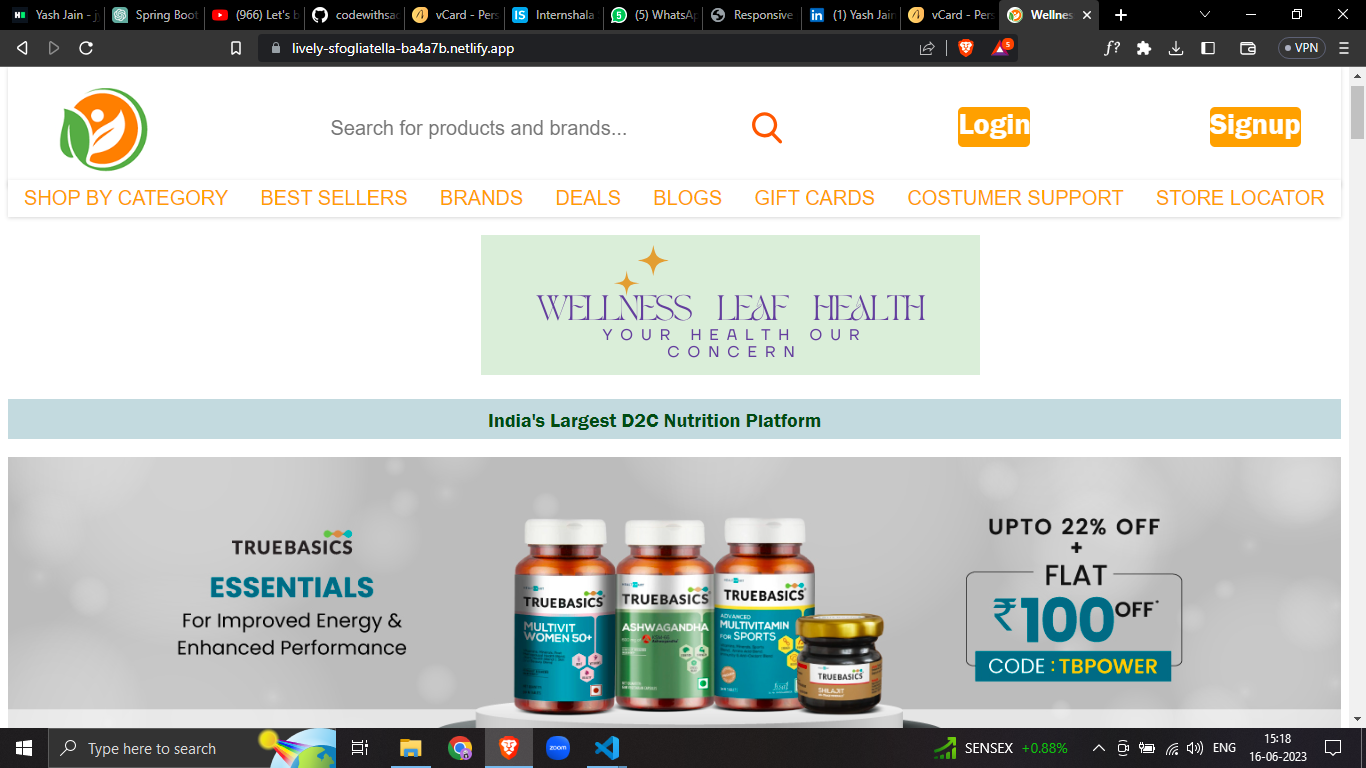 Yash Jain - j
Spring Boot
(966) Let's b
codewithsac
vCard - Pers
Internshala
(5) WhatsAp
Responsive
(1) Yash Jain
vCard - Pers
Wellnes
lively-sfogliatella-ba4a7b.netlify.app
5
VPN
Search for products and brands...
Login
Signup
SHOP BY CATEGORY BEST SELLERS BRANDS DEALS BLOGS GIFT CARDS COSTUMER SUPPORT STORE LOCATOR
WELLNESS LEAF HEALTH
YOUR HEALTH OUR
CONCERN
India's Largest D2C Nutrition Platform
TRUEBASICS
ESSENTIALS
For Improved Energy &
Enhanced Performance
TRUEBASICS
MULTIVIT
WOMEN 50+
TRUEBASICS
ASHWAGANDHA
TRUEBASICS
ADVANCED
MULTIVITAMIN
FOR SPORTS
TRUEBASICS
SHILAJIT
UPTO 22% OFF
+
FLAT
₹100 OFF*
CODE : TBPOWER
Type here to search
zoom
SENSEX +0.88%
ENG
15:18
16-06-2023